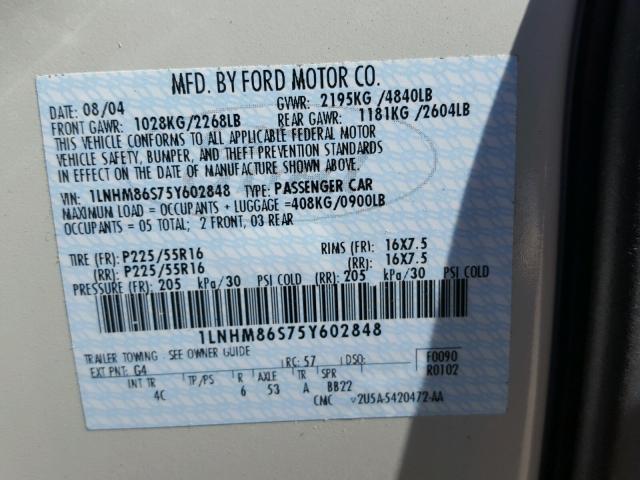 MFD. BY FORD MOTOR CO.
DATE: 08/04 GVWR: 2195KG /4840LB
FRONT GAWR: 1028KG/2268LB REAR GAWR: 1181KG /2604LB
THIS VEHICLE CONFORMS TO ALL APPLICABLE FEDERAL MOTOR
VEHICLE SAFETY, BUMPER, AND THEFT PREVENTION STANDARDS
IN EFFECT ON THE DATE OF MANUFACTURE SHOWN ABOVE.
VIN: 1LNHM86S75Y602848 TYPE: PASSENGER CAR
MAXIMUM LOAD = OCCUPANTS + LUGGAGE =408KG/0900LB
OCCUPANTS = 05 TOTAL; 2 FRONT, 03 REAR
TIRE (FR): P225/55R16 RIMS (FR): 16X7.5
(RR): P225/55R16 (RR): 16X7.5
PRESSURE (FR): 205 kPa/30 PSI COLD (RR): 205 kPa/30 PSI COLD
1LNHM86S75Y602848
TRAILER TOWING SEE OWNER GUIDE
EXT PNT: G4 RC: 57 DSO: F0090
R0102
INT TR TP/PS R AXLE TR SPR
4C 6 53 A BB22
CMC V2U5A-5420472-AA